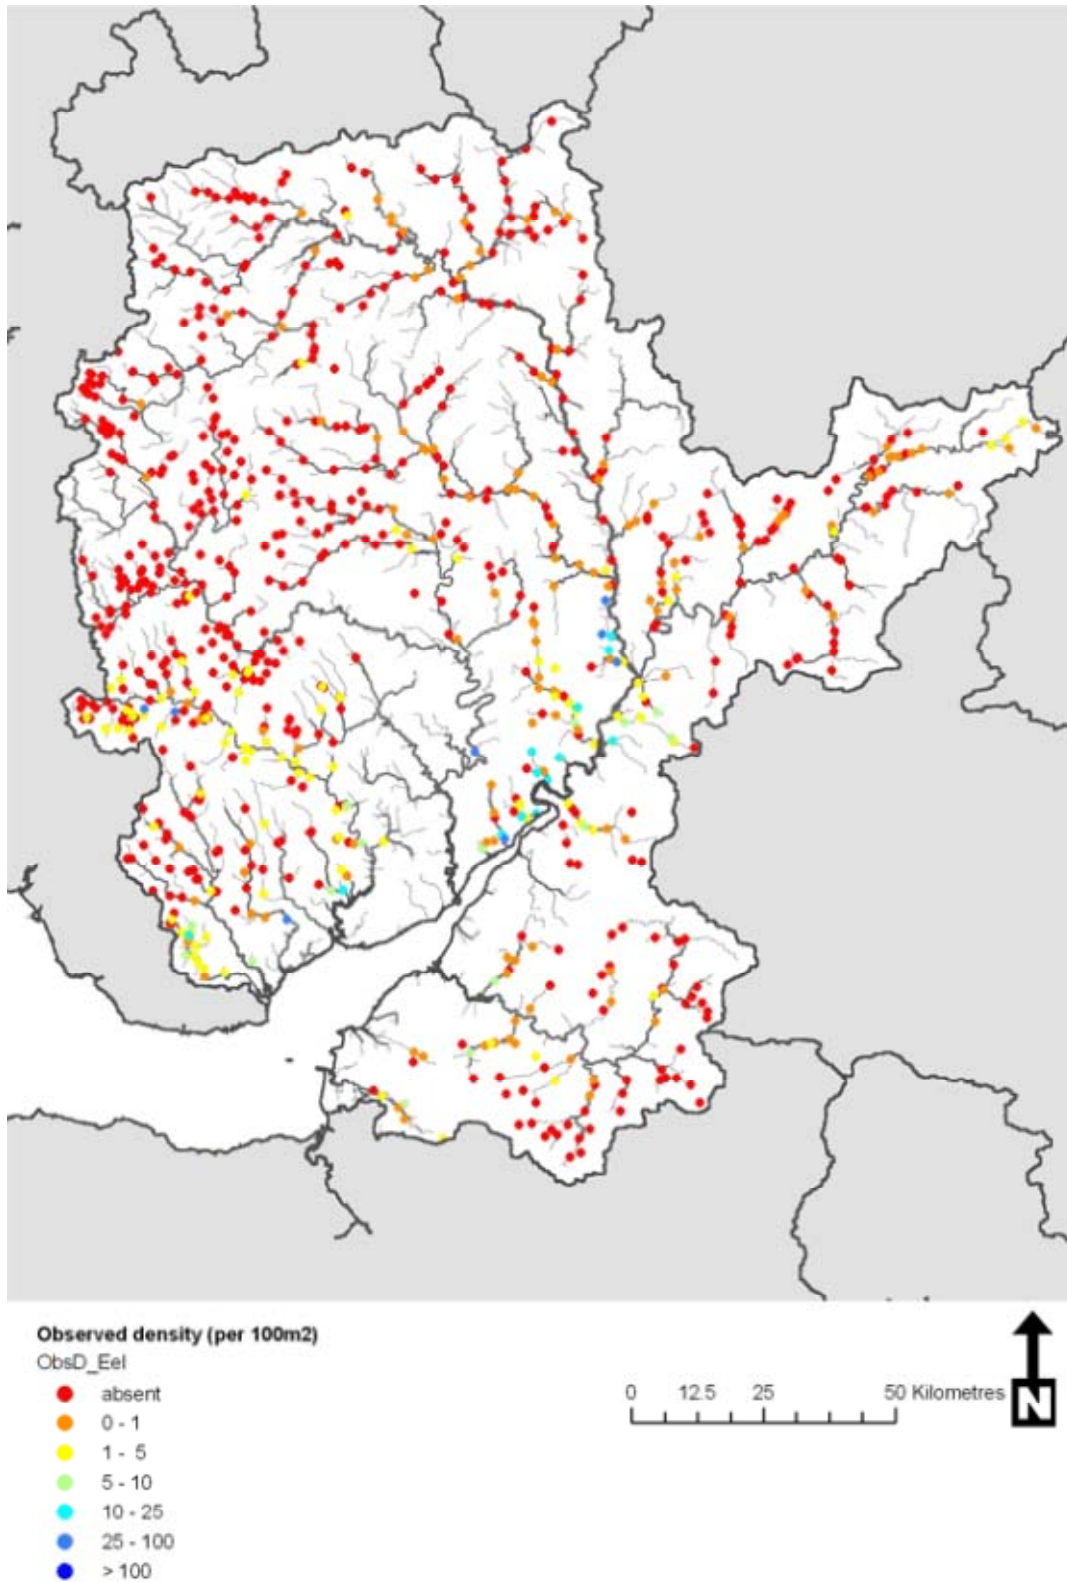 Observed density (per 100m2)
ObsD_Eel
absent
0 - 1
1 - 5
5 - 10
10 - 25
25 - 100
> 100
0 12.5 25 50 Kilometres
N